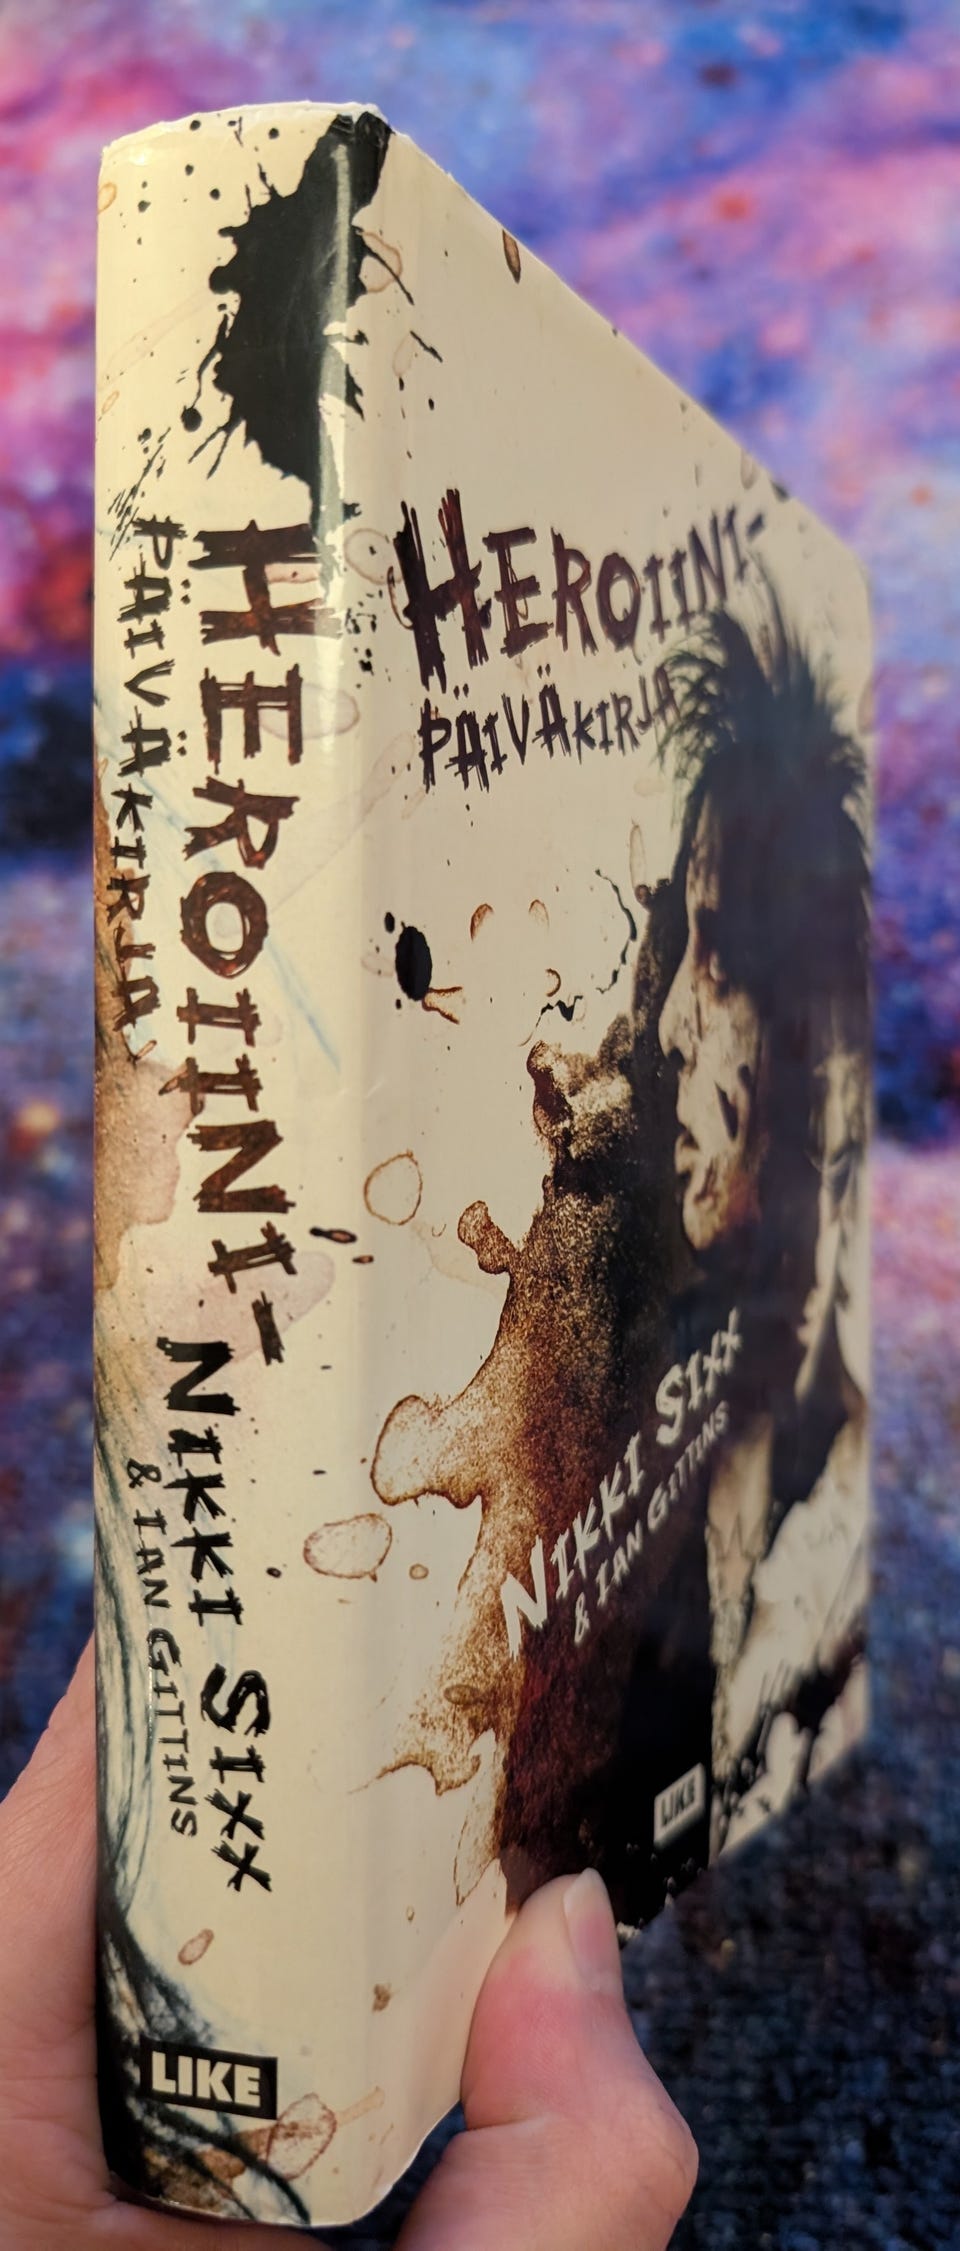 HEROIINI-
PÄIVÄKIRJA
NIKKI SIXX
& IAN GITTINS
LIKE
HEROIINI-
PÄIVÄKIRJA
NIKKI SIXX
& IAN GITTINS
LIKE